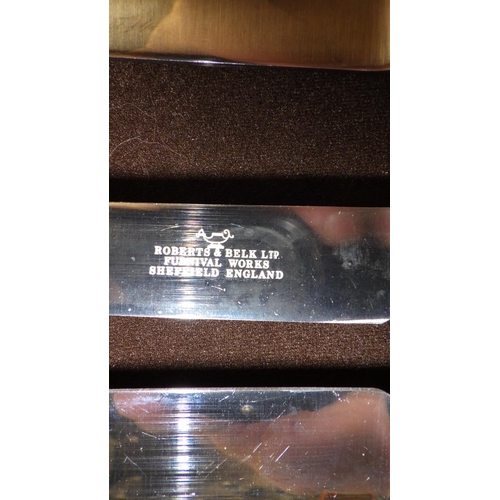 ROBERTS & BELK LTD.
FURNIVAL WORKS
SHEFFIELD ENGLAND